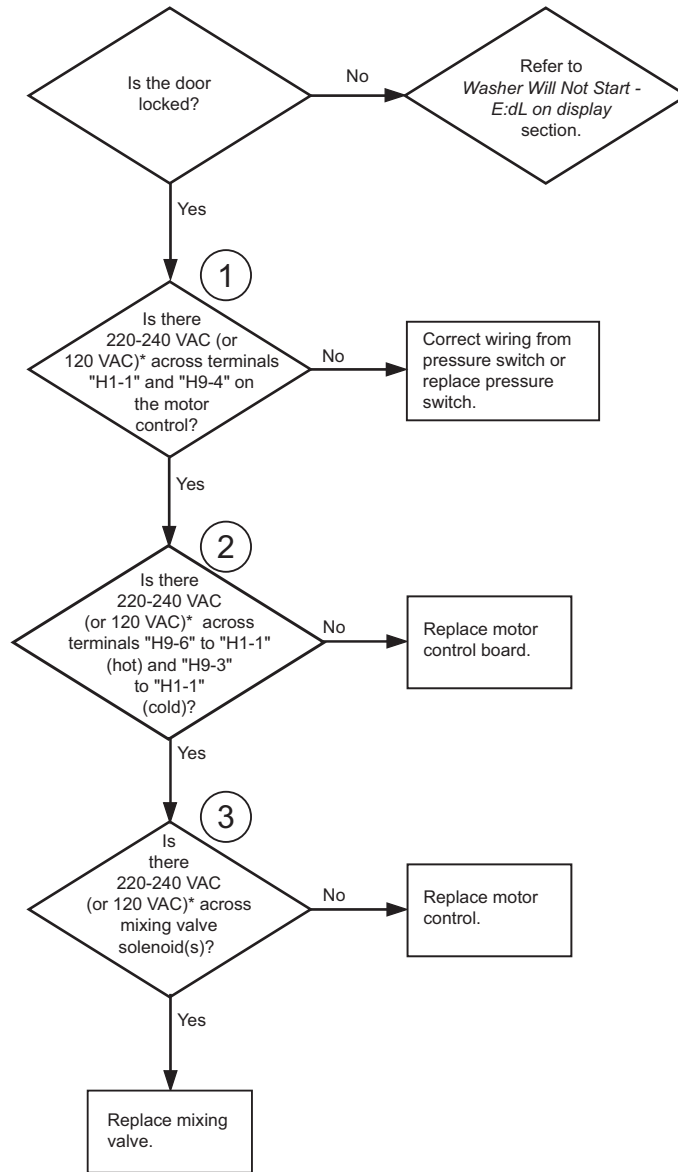 Is the door
locked?
No
Refer to
Washer Will Not Start -
E:dL on display
section.
Yes
1
Is there
220-240 VAC (or
120 VAC)* across terminals
"H1-1" and "H9-4" on
the motor
control?
No
Correct wiring from
pressure switch or
replace pressure
switch.
Yes
2
Is there
220-240 VAC
(or 120 VAC)* across
terminals "H9-6" to "H1-1"
(hot) and "H9-3"
to "H1-1"
(cold)?
No
Replace motor
control board.
Yes
3
Is
there
220-240 VAC
(or 120 VAC)* across
mixing valve
solenoid(s)?
No
Replace motor
control.
Yes
Replace mixing
valve.